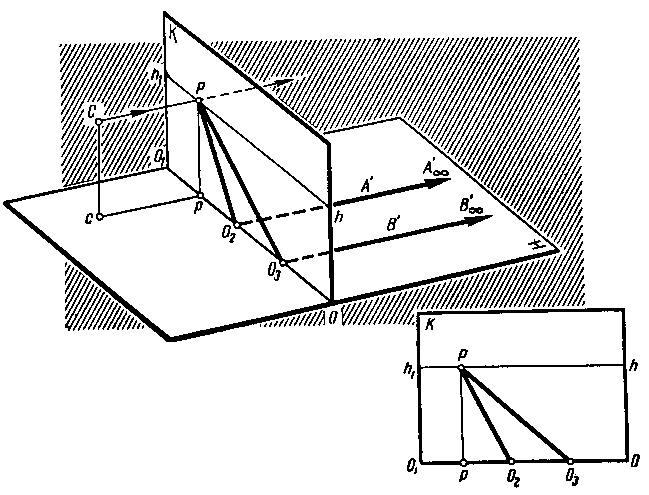 K
h₁
P
C
A′
A′∞
O₁
h
B′
B′∞
c
p
O₂
H
O₃
O
K
P
h₁
h
O₁
p
O₂
O₃
O